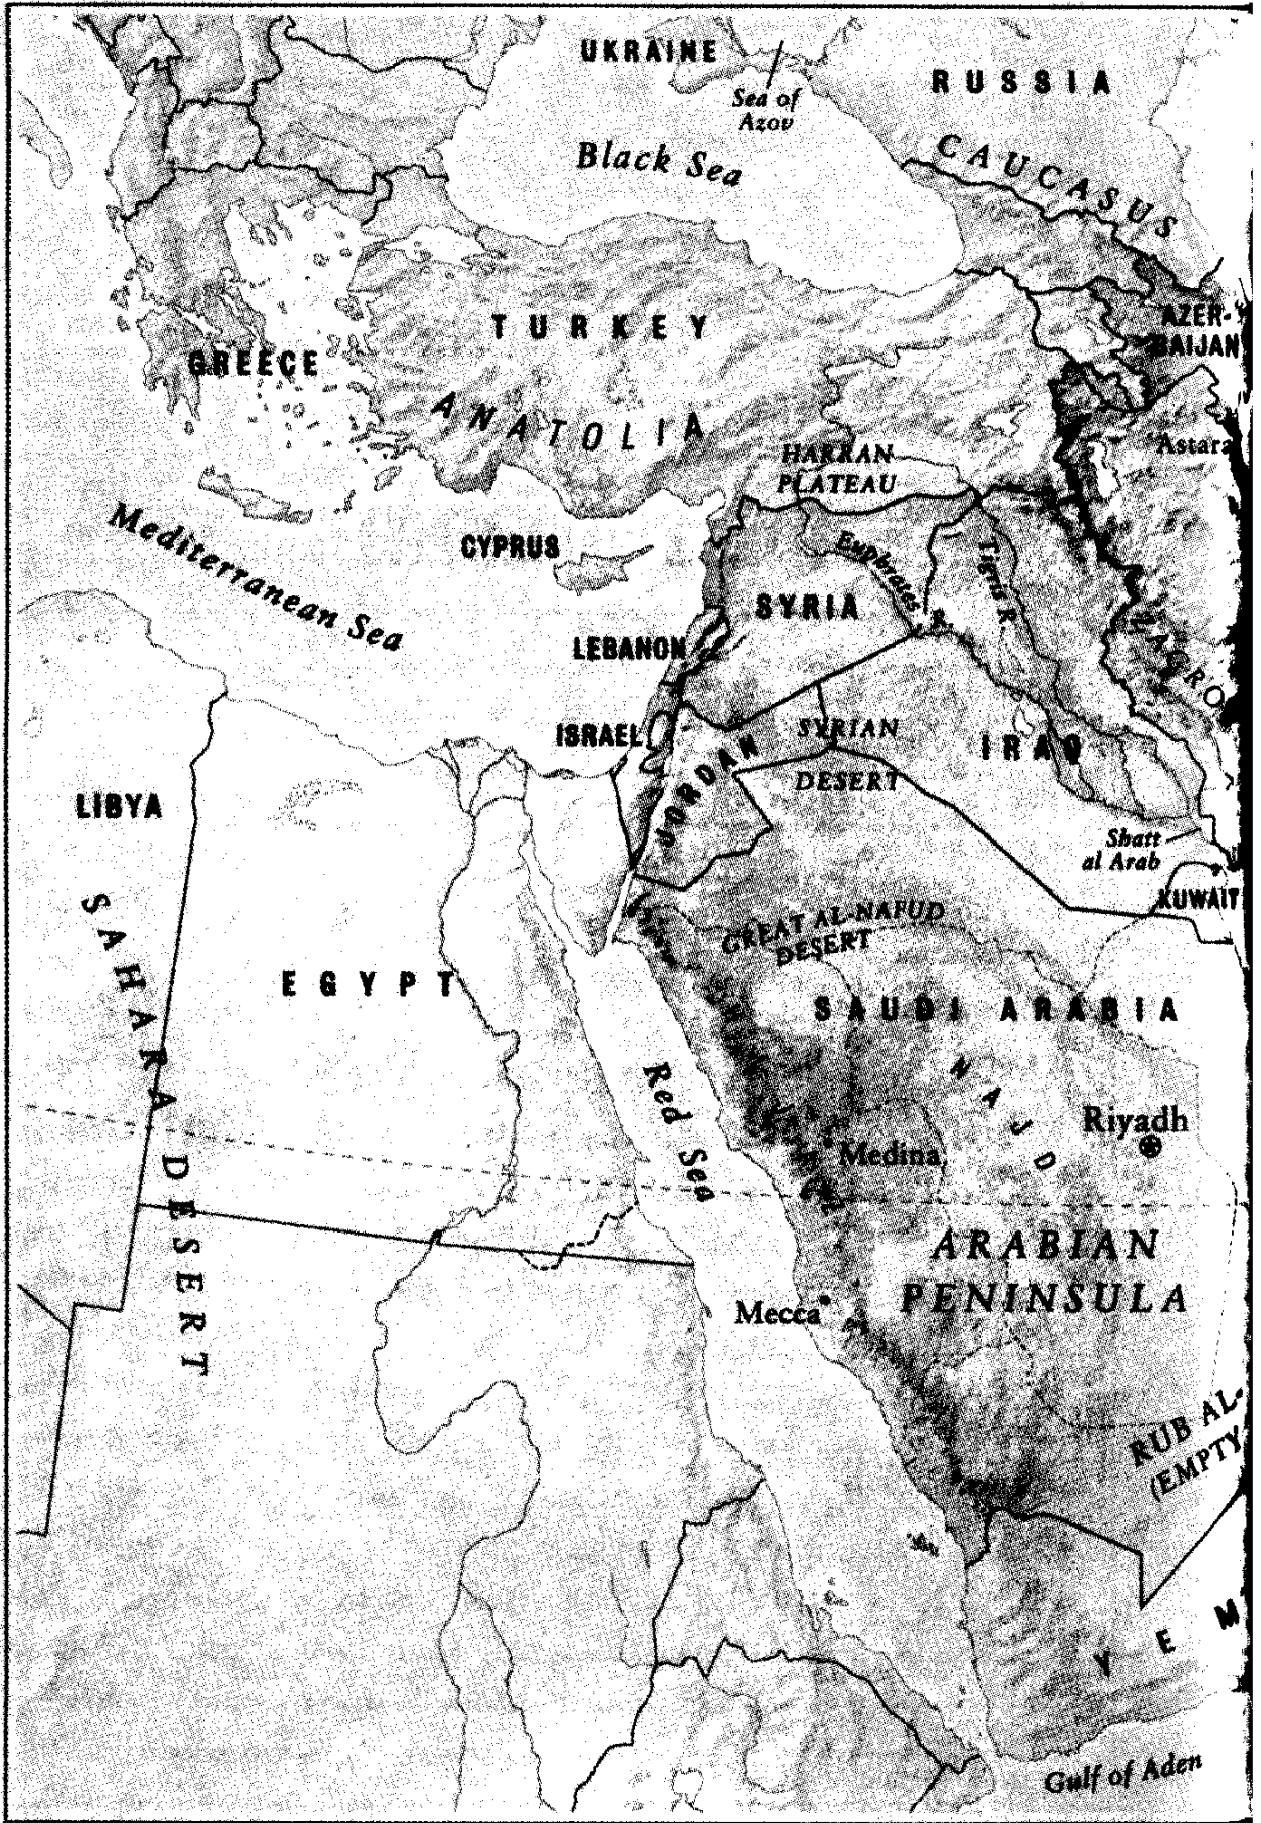 UKRAINE
RUSSIA
Sea of
Azov
Black Sea
CAUCASUS
AZER-
BAIJAN
TURKEY
GREECE
ANATOLIA
Astara
HARRAN
PLATEAU
Mediterranean Sea
CYPRUS
Euphrates R.
Tigris R.
SYRIA
LEBANON
ZAGRO
ISRAEL
SYRIAN
DESERT
IRAQ
JORDAN
LIBYA
Shatt
al Arab
KUWAIT
SAHARA DESERT
GREAT AL-NAFUD
DESERT
EGYPT
SAUDI ARABIA
Red Sea
NAJD
Riyadh
Medina
ARABIAN
PENINSULA
Mecca
RUB AL-
(EMPTY
YEM
Gulf of Aden